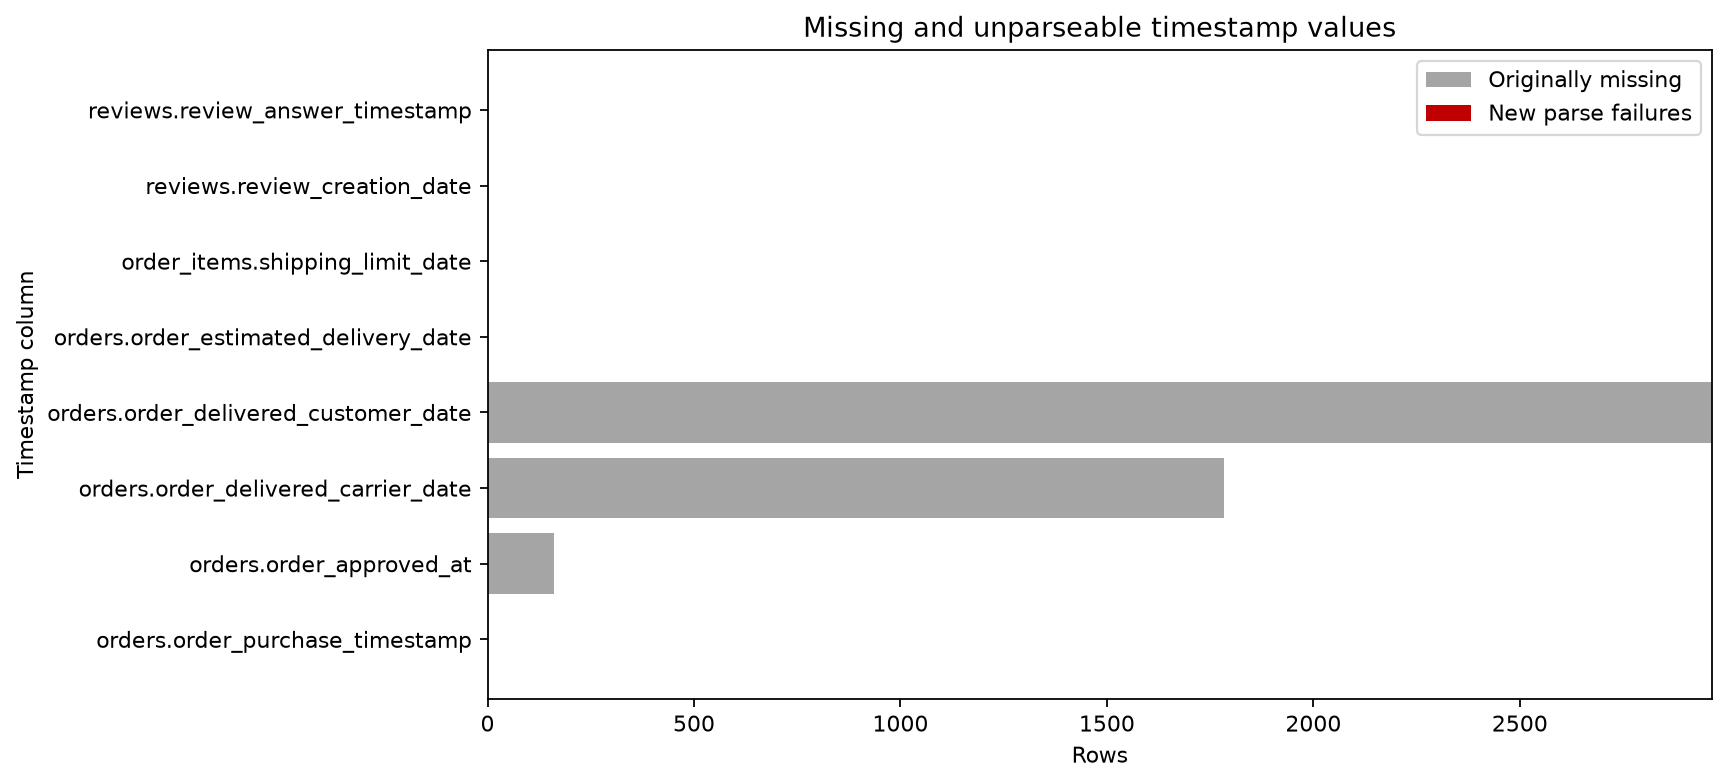 Missing and unparseable timestamp values
Originally missing
New parse failures
Timestamp column
reviews.review_answer_timestamp
reviews.review_creation_date
order_items.shipping_limit_date
orders.order_estimated_delivery_date
orders.order_delivered_customer_date
orders.order_delivered_carrier_date
orders.order_approved_at
orders.order_purchase_timestamp
0 500 1000 1500 2000 2500
Rows